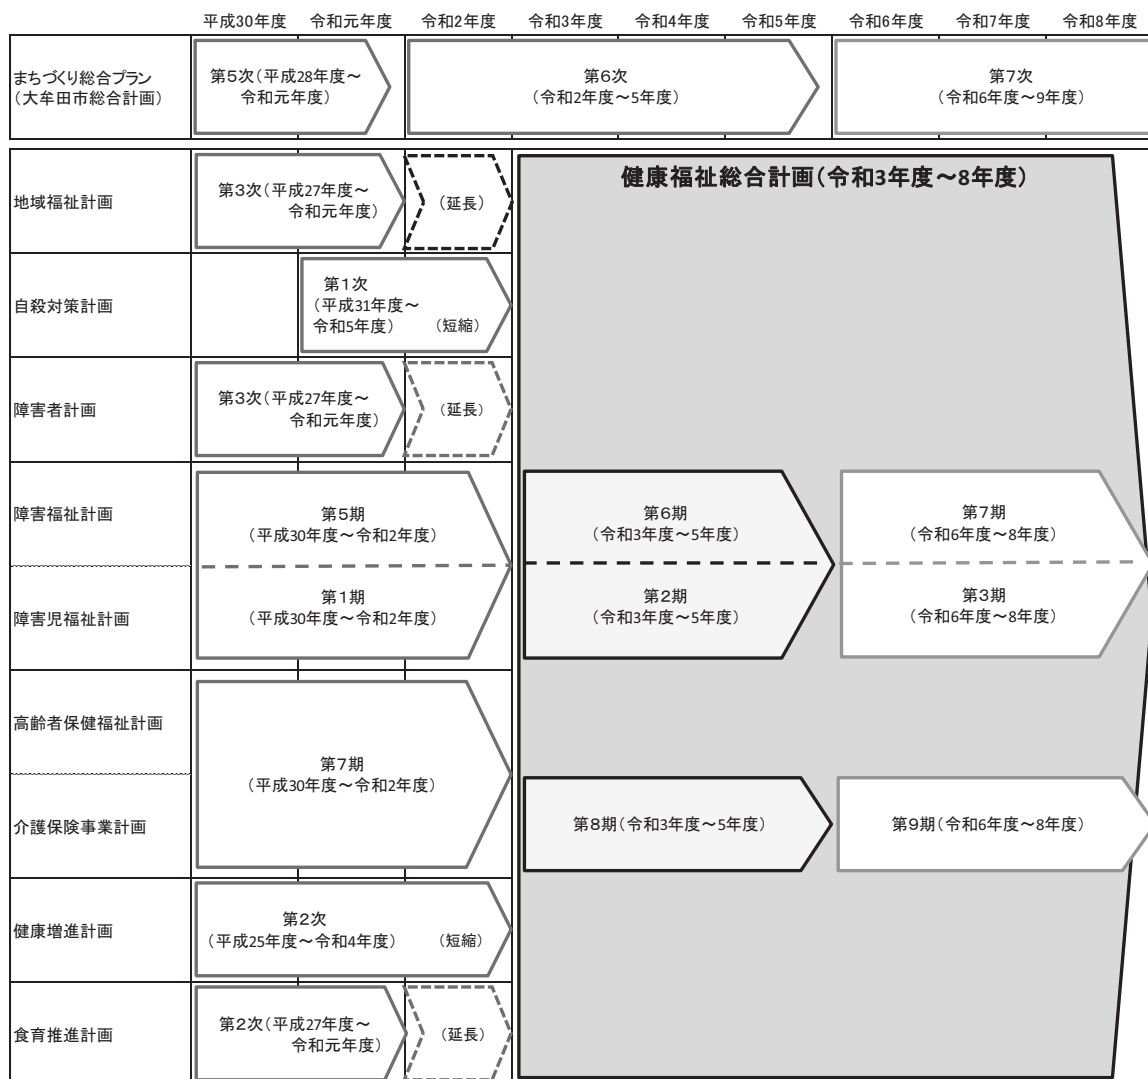 平成30年度 令和元年度 令和2年度 令和3年度 令和4年度 令和5年度 令和6年度 令和7年度 令和8年度
まちづくり総合プラン
（大牟田市総合計画）
第5次（平成28年度～
令和元年度）
第6次
（令和2年度～5年度）
第7次
（令和6年度～9年度）
健康福祉総合計画（令和3年度～8年度）
地域福祉計画
第3次（平成27年度～
令和元年度）
（延長）
自殺対策計画
第1次
（平成31年度～
令和5年度）
（短縮）
障害者計画
第3次（平成27年度～
令和元年度）
（延長）
障害福祉計画
第5期
（平成30年度～令和2年度）
第6期
（令和3年度～5年度）
第7期
（令和6年度～8年度）
障害児福祉計画
第1期
（平成30年度～令和2年度）
第2期
（令和3年度～5年度）
第3期
（令和6年度～8年度）
高齢者保健福祉計画
第7期
（平成30年度～令和2年度）
介護保険事業計画
第8期（令和3年度～5年度）
第9期（令和6年度～8年度）
健康増進計画
第2次
（平成25年度～令和4年度）
（短縮）
食育推進計画
第2次（平成27年度～
令和元年度）
（延長）